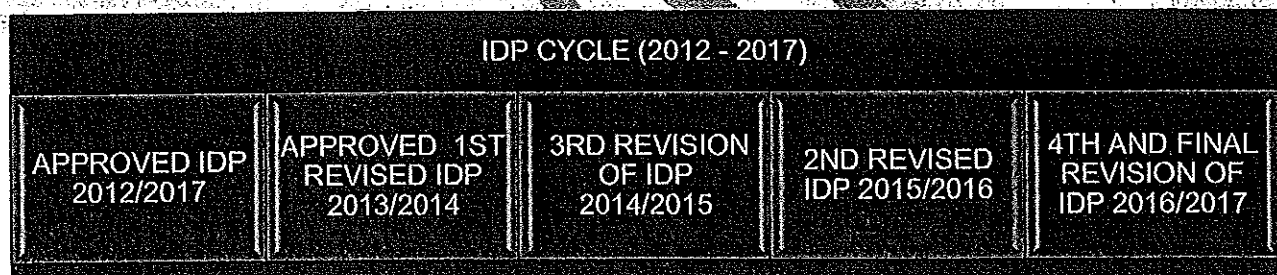 IDP CYCLE (2012 - 2017)
APPROVED IDP
2012/2017
APPROVED 1ST
REVISED IDP
2013/2014
3RD REVISION
OF IDP
2014/2015
2ND REVISED
IDP 2015/2016
4TH AND FINAL
REVISION OF
IDP 2016/2017